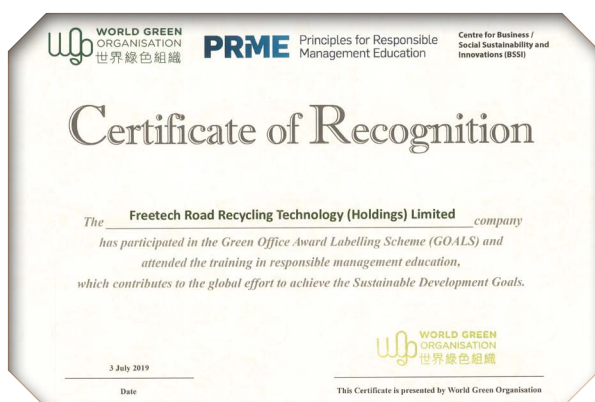 WORLD GREEN
ORGANISATION
世界綠色組織
PRME Principles for Responsible
Management Education
Centre for Business /
Social Sustainability and
Innovations (BSSI)
Certificate of Recognition
The Freetech Road Recycling Technology (Holdings) Limited company
has participated in the Green Office Award Labelling Scheme (GOALS) and
attended the training in responsible management education,
which contributes to the global effort to achieve the Sustainable Development Goals.
WORLD GREEN
ORGANISATION
世界綠色組織
3 July 2019
Date
This Certificate is presented by World Green Organisation